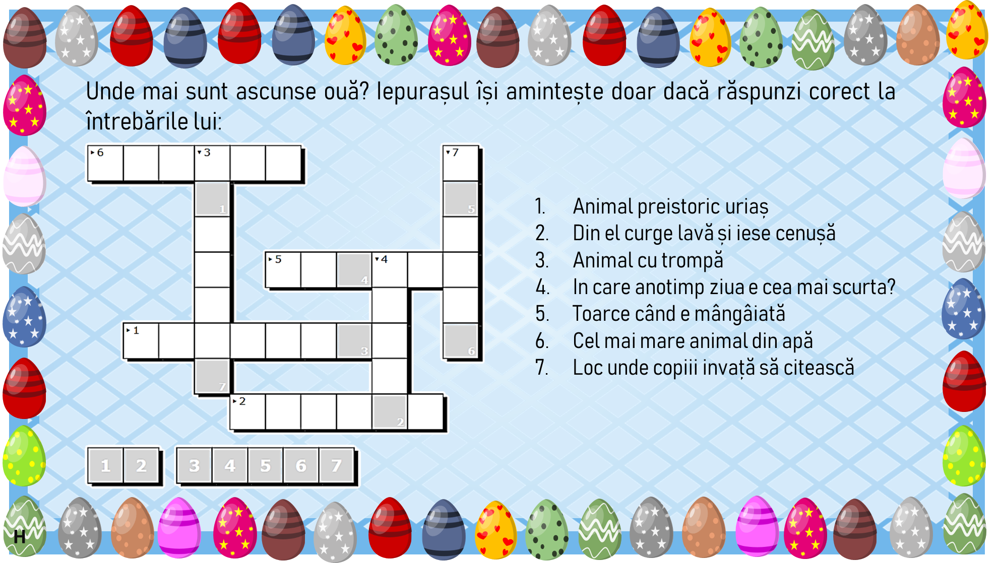 Unde mai sunt ascunse ouă? Iepurașul își amintește doar dacă răspunzi corect la
întrebările lui:
6 3 7
1 5
5 4 4
1 3 6
7
2 2
1. Animal preistoric uriaș
2. Din el curge lavă și iese cenușă
3. Animal cu trompă
4. In care anotimp ziua e cea mai scurta?
5. Toarce când e mângâiată
6. Cel mai mare animal din apă
7. Loc unde copiii invață să citească
1 2 3 4 5 6 7
H